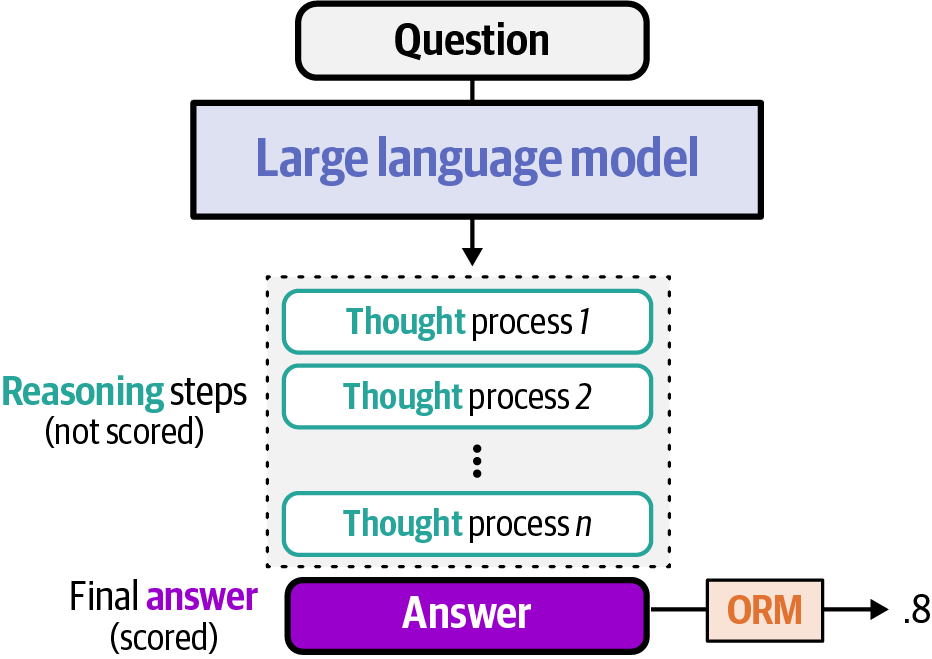 Question
Large language model
Thought process 1
Reasoning steps
(not scored)
Thought process 2
Thought process n
Final answer
(scored)
Answer
ORM
.8